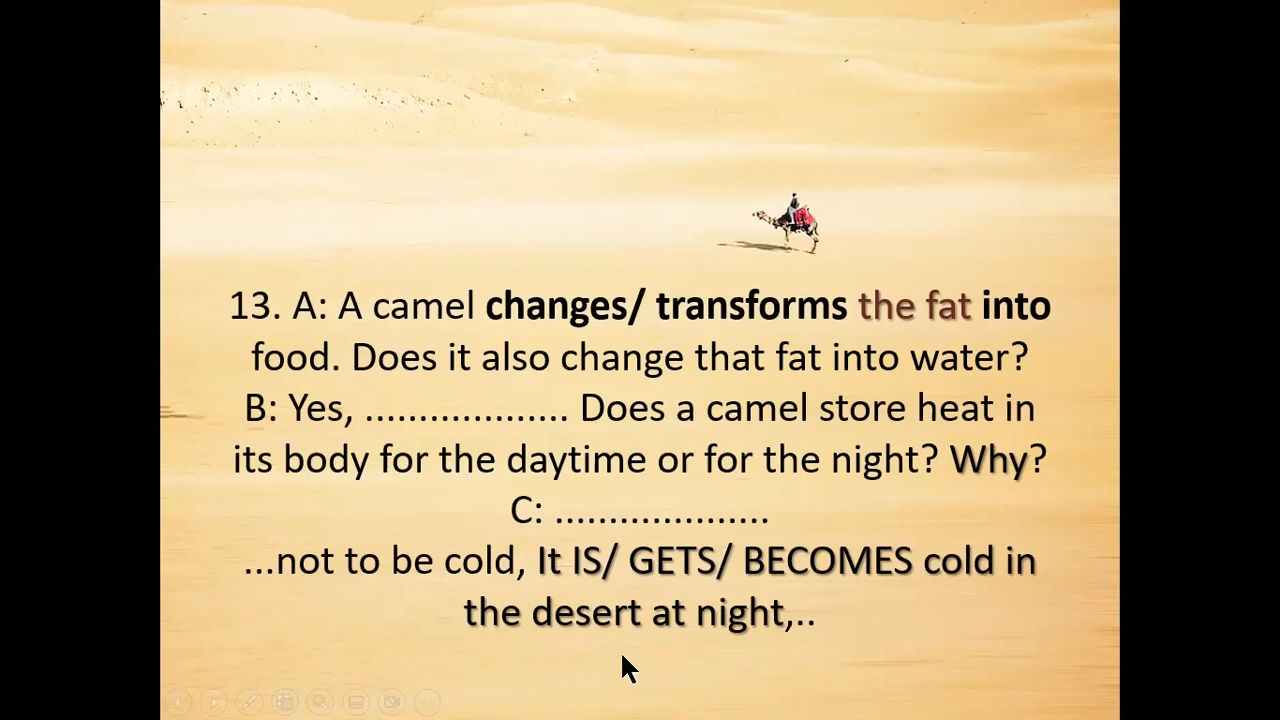 13. A: A camel changes/ transforms the fat into
food. Does it also change that fat into water?
B: Yes, ................... Does a camel store heat in
its body for the daytime or for the night? Why?
C: ....................
...not to be cold, It IS/ GETS/ BECOMES cold in
the desert at night,..